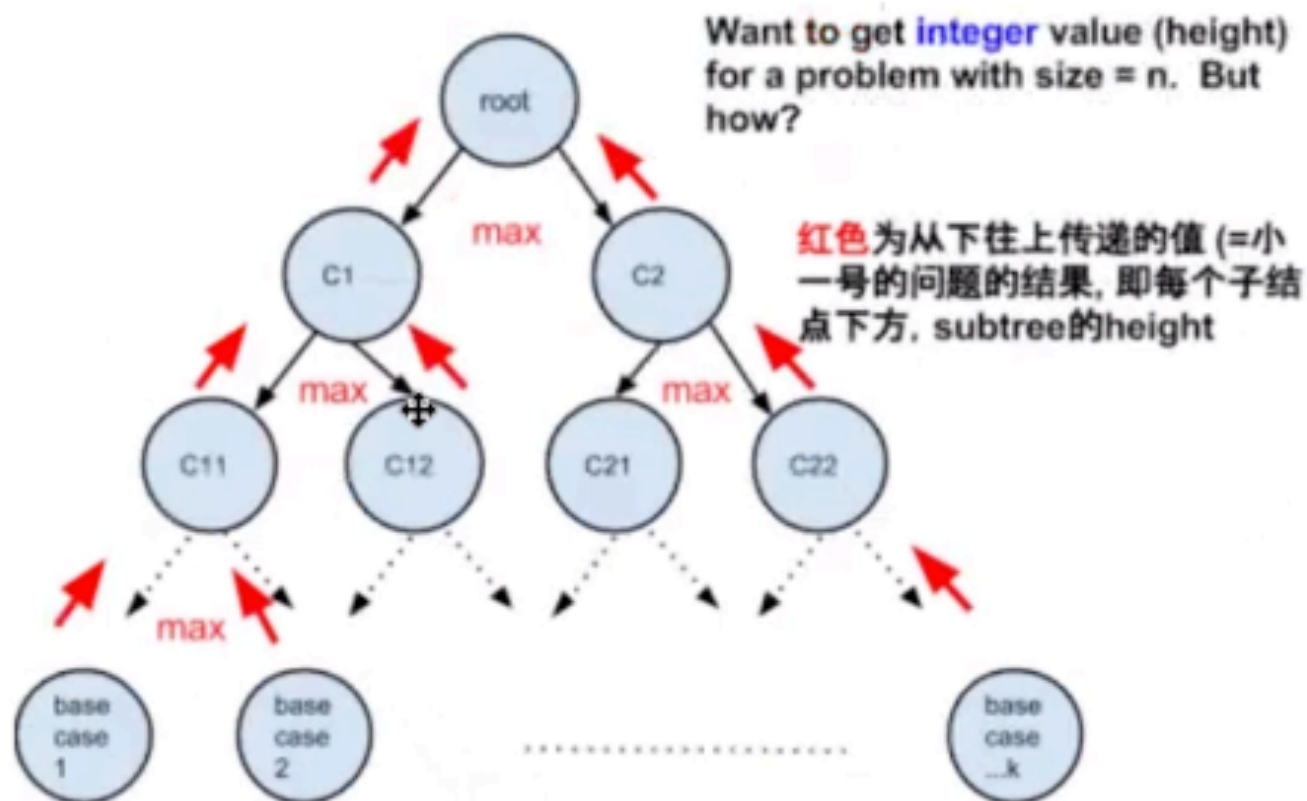 Want to get integer value (height)
for a problem with size = n. But
how?
root
max
红色为从下往上传递的值 (=小
一号的问题的结果, 即每个子结
点下方, subtree的height
C1
C2
max
max
C11
C12
C21
C22
max
base
case
1
base
case
2
base
case
...k